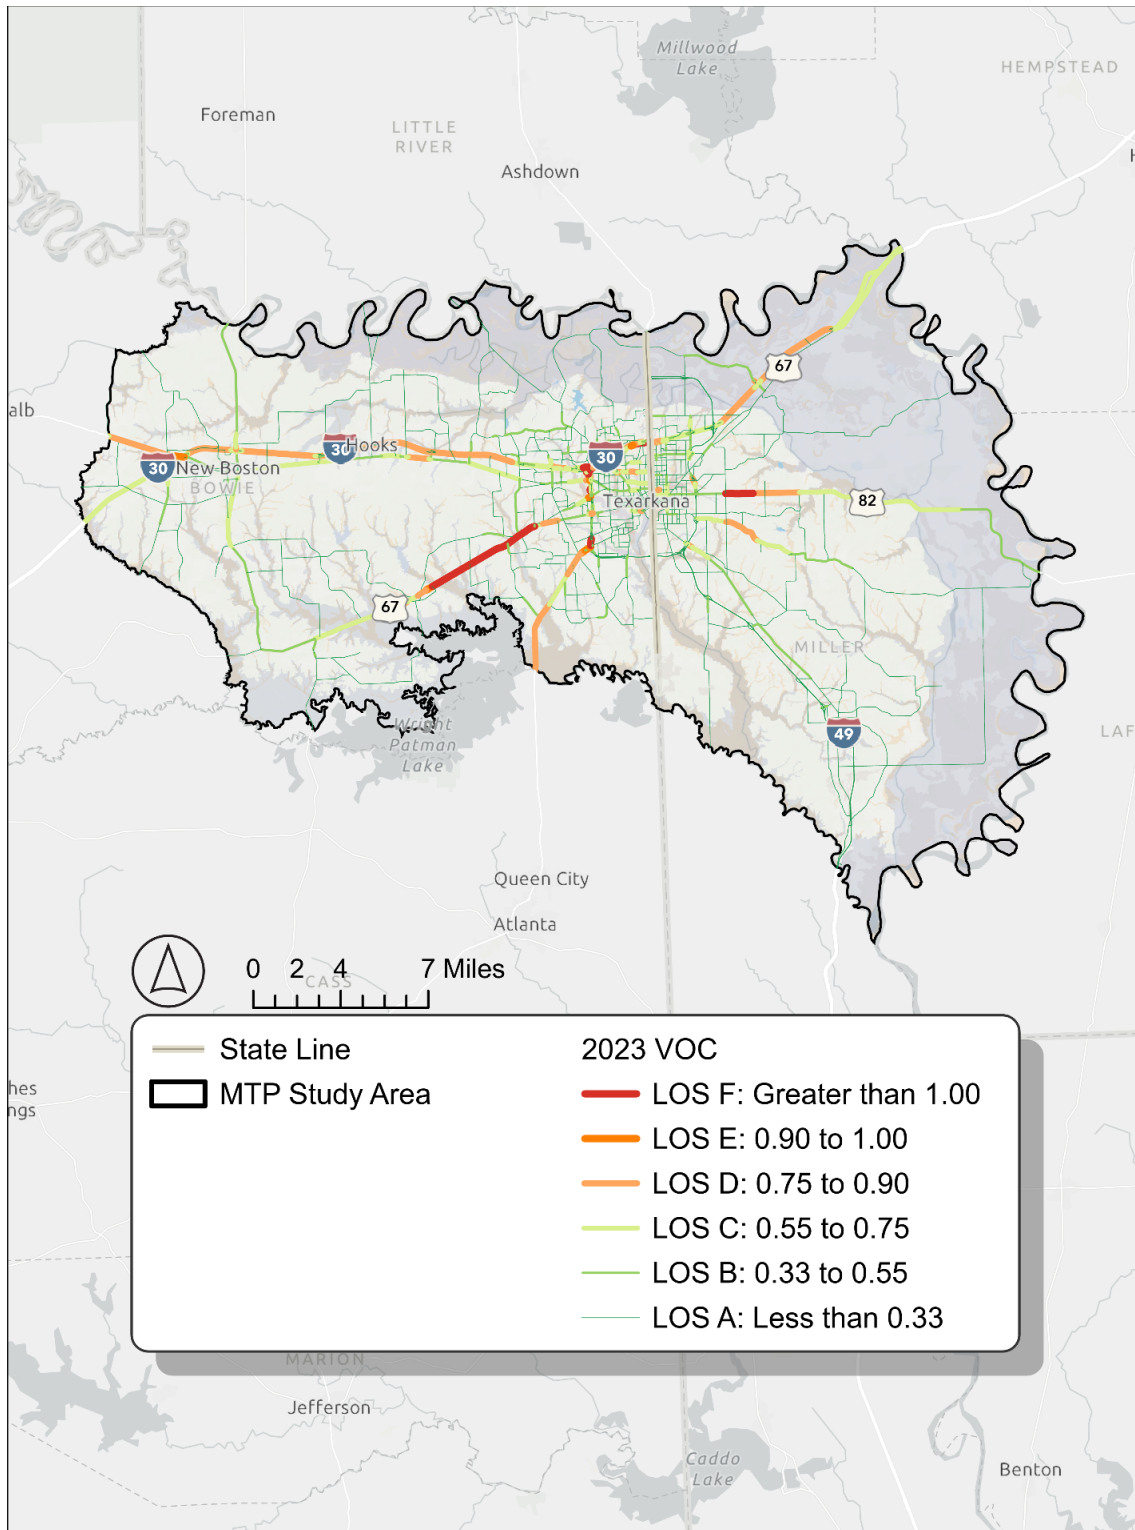 Millwood
Lake
HEMPSTEAD
Foreman
LITTLE
RIVER
Ashdown
H
67
alb
30
Hooks
30
30
New Boston
BOWIE
Texarkana
82
67
MILLER
49
LAF
Wright
Patman
Lake
Queen City
Atlanta
0 2 4 7 Miles
CASS
State Line
MTP Study Area
2023 VOC
LOS F: Greater than 1.00
LOS E: 0.90 to 1.00
LOS D: 0.75 to 0.90
LOS C: 0.55 to 0.75
LOS B: 0.33 to 0.55
LOS A: Less than 0.33
hes
ngs
MARION
Jefferson
Caddo
Lake
Benton